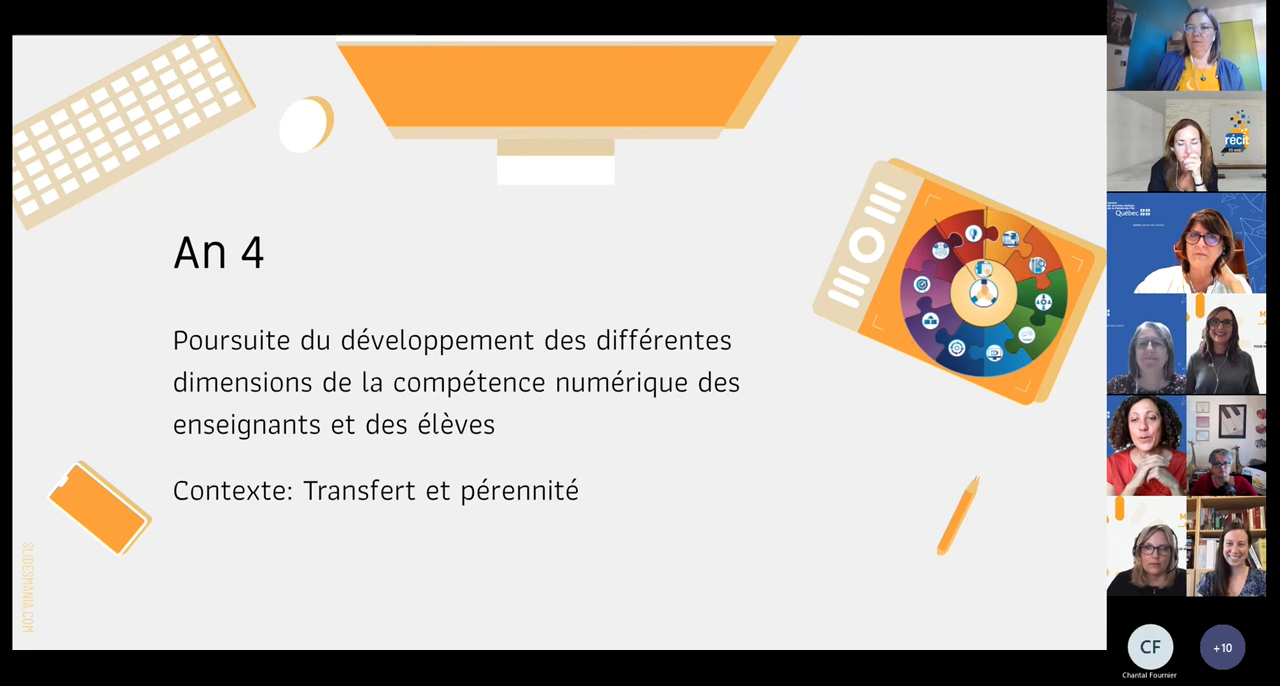 An 4
Poursuite du développement des différentes
dimensions de la compétence numérique des
enseignants et des élèves
Contexte: Transfert et pérennité
SLIDESMANIA.COM
récit
Québec
CF
Chantal Fournier
+10